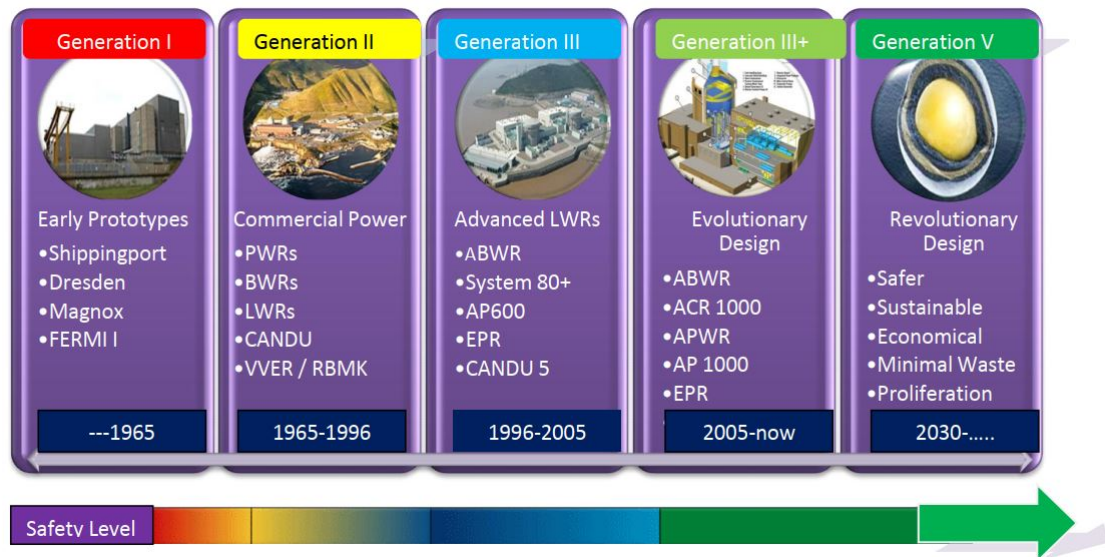 Generation I
Early Prototypes
•Shippingport
•Dresden
•Magnox
•FERMI I
---1965
Generation II
Commercial Power
•PWRs
•BWRs
•LWRs
•CANDU
•VVER / RBMK
1965-1996
Generation III
Advanced LWRs
•ABWR
•System 80+
•AP600
•EPR
•CANDU 5
1996-2005
Generation III+
Evolutionary
Design
•ABWR
•ACR 1000
•APWR
•AP 1000
•EPR
2005-now
Generation V
Revolutionary
Design
•Safer
•Sustainable
•Economical
•Minimal Waste
•Proliferation
2030-.....
Safety Level